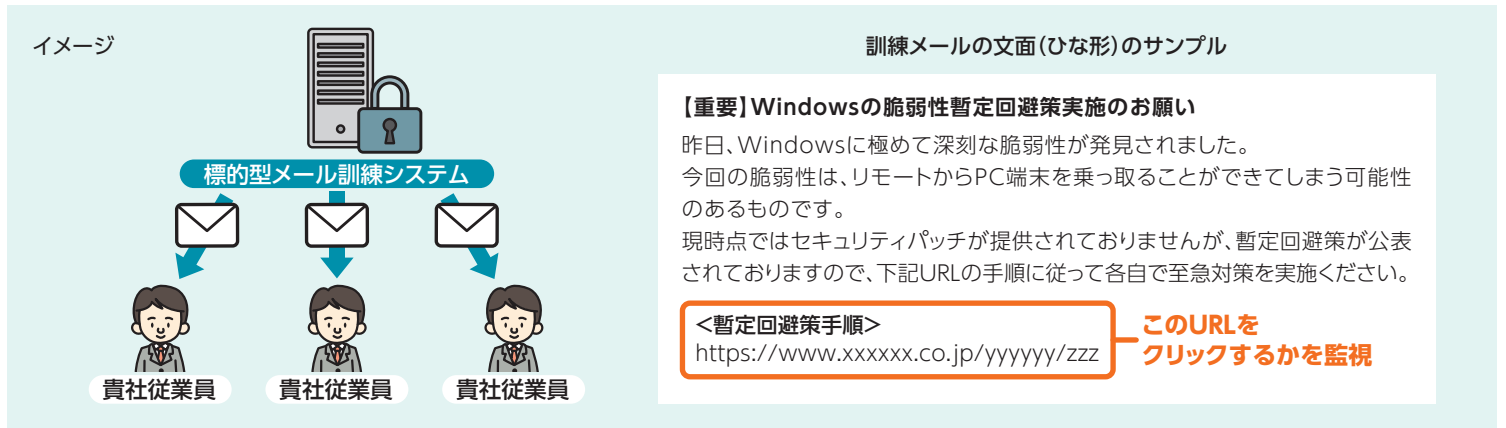 イメージ
標的型メール訓練システム
貴社従業員
貴社従業員
貴社従業員
訓練メールの文面(ひな形)のサンプル
【重要】Windowsの脆弱性暫定回避策実施のお願い
昨日、Windowsに極めて深刻な脆弱性が発見されました。
今回の脆弱性は、リモートからPC端末を乗っ取ることができてしまう可能性
のあるものです。
現時点ではセキュリティパッチが提供されておりませんが、暫定回避策が公表
されておりますので、下記URLの手順に従って各自で至急対策を実施ください。
<暫定回避策手順>
https://www.xxxxxx.co.jp/yyyyyy/zzz
このURLを
クリックするかを監視